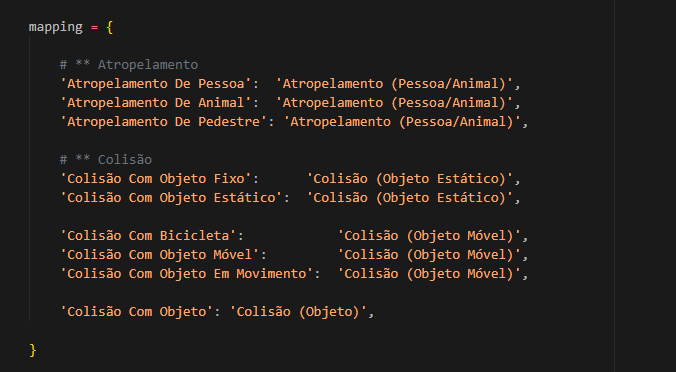 mapping = {
# ** Atropelamento
'Atropelamento De Pessoa':  'Atropelamento (Pessoa/Animal)',
'Atropelamento De Animal':  'Atropelamento (Pessoa/Animal)',
'Atropelamento De Pedestre': 'Atropelamento (Pessoa/Animal)',
# ** Colisão
'Colisão Com Objeto Fixo':      'Colisão (Objeto Estático)',
'Colisão Com Objeto Estático':  'Colisão (Objeto Estático)',
'Colisão Com Bicicleta':            'Colisão (Objeto Móvel)',
'Colisão Com Objeto Móvel':         'Colisão (Objeto Móvel)',
'Colisão Com Objeto Em Movimento':  'Colisão (Objeto Móvel)',
'Colisão Com Objeto': 'Colisão (Objeto)',
}